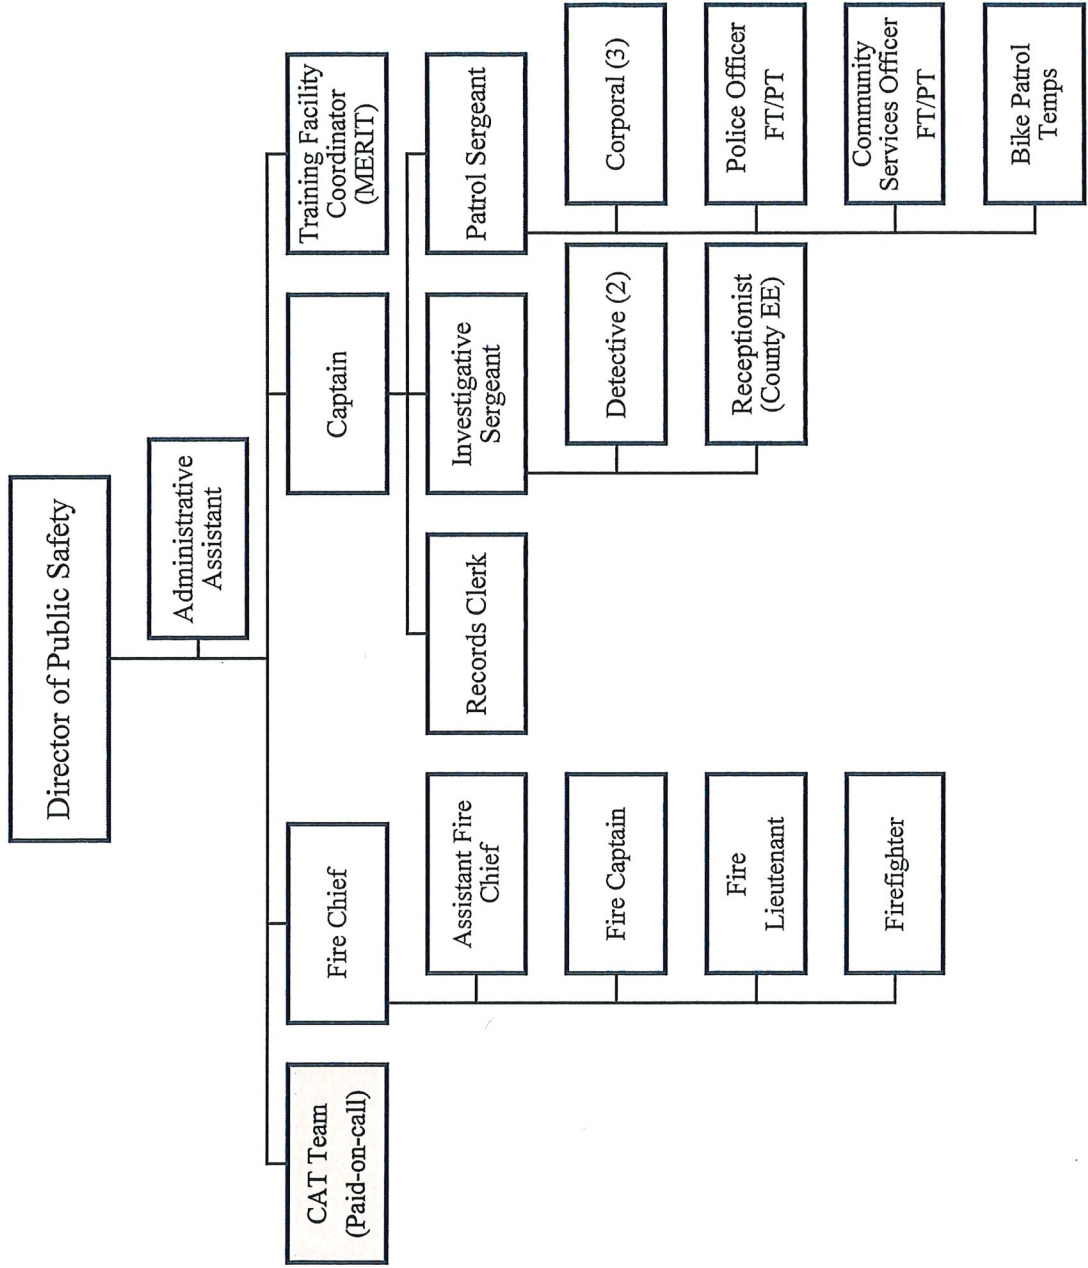 Director of Public Safety
Administrative
Assistant
CAT Team
(Paid-on-call)
Fire Chief
Captain
Training Facility
Coordinator
(MERIT)
Assistant Fire
Chief
Fire Captain
Fire
Lieutenant
Firefighter
Records Clerk
Investigative
Sergeant
Detective (2)
Receptionist
(County EE)
Patrol Sergeant
Corporal (3)
Police Officer
FT/PT
Community
Services Officer
FT/PT
Bike Patrol
Temps